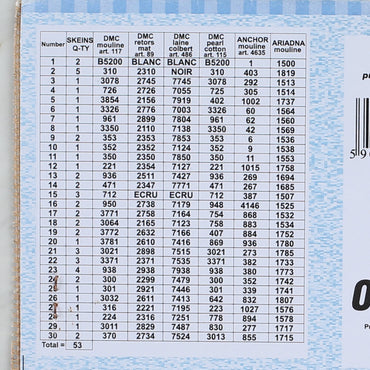 Number SKEINS Q-TY DMC mouline art. 117 DMC retors mat art. 89 DMC laine colbert art. 486 DMC pearl cotton art. 115 ANCHOR mouline art. 4635 ARIADNA mouline
1 2 B5200 BLANC BLANC B5200 1 1500
2 5 310 2310 NOIR 310 403 1819
3 1 3078 2745 7745 3078 292 1513
4 1 726 2726 7055 725 305 1514
5 1 3854 2156 7919 402 1002 1737
6 1 3326 2776 7003 3326 60 1564
7 1 961 2899 7804 961 62 1560
8 1 3350 2110 7138 3350 42 1569
9 2 353 2353 7853 353 6 1536
10 1 352 2352 7124 352 9 1538
11 1 350 2350 7850 350 11 1553
12 1 221 2354 7127 221 1015 1758
13 2 936 2511 7427 936 269 1694
14 2 471 2347 7771 471 267 1685
15 3 712 ECRU ECRU 712 387 1507
16 2 950 2738 7179 948 4146 1525
17 2 3771 2758 7164 754 868 1532
18 2 3064 2165 7123 758 883 1534
19 2 3772 2632 7166 407 884 1752
20 1 3781 2610 7416 869 936 1780
21 3 3021 2898 7515 3021 273 1785
22 3 3371 2371 7535 3371 382 1733
23 4 938 2938 7938 938 380 1773
2 300 2299 7479 300 352 1742
1 301 2921 7446 301 349 1741
26 1 3032 2611 7413 642 832 1807
1 316 2221 7195 223 1027 1576
2 224 2316 7251 778 894 1578
29 1 3011 2829 7487 830 277 1717
30 2 370 2734 7524 3013 855 1715
Total = 53